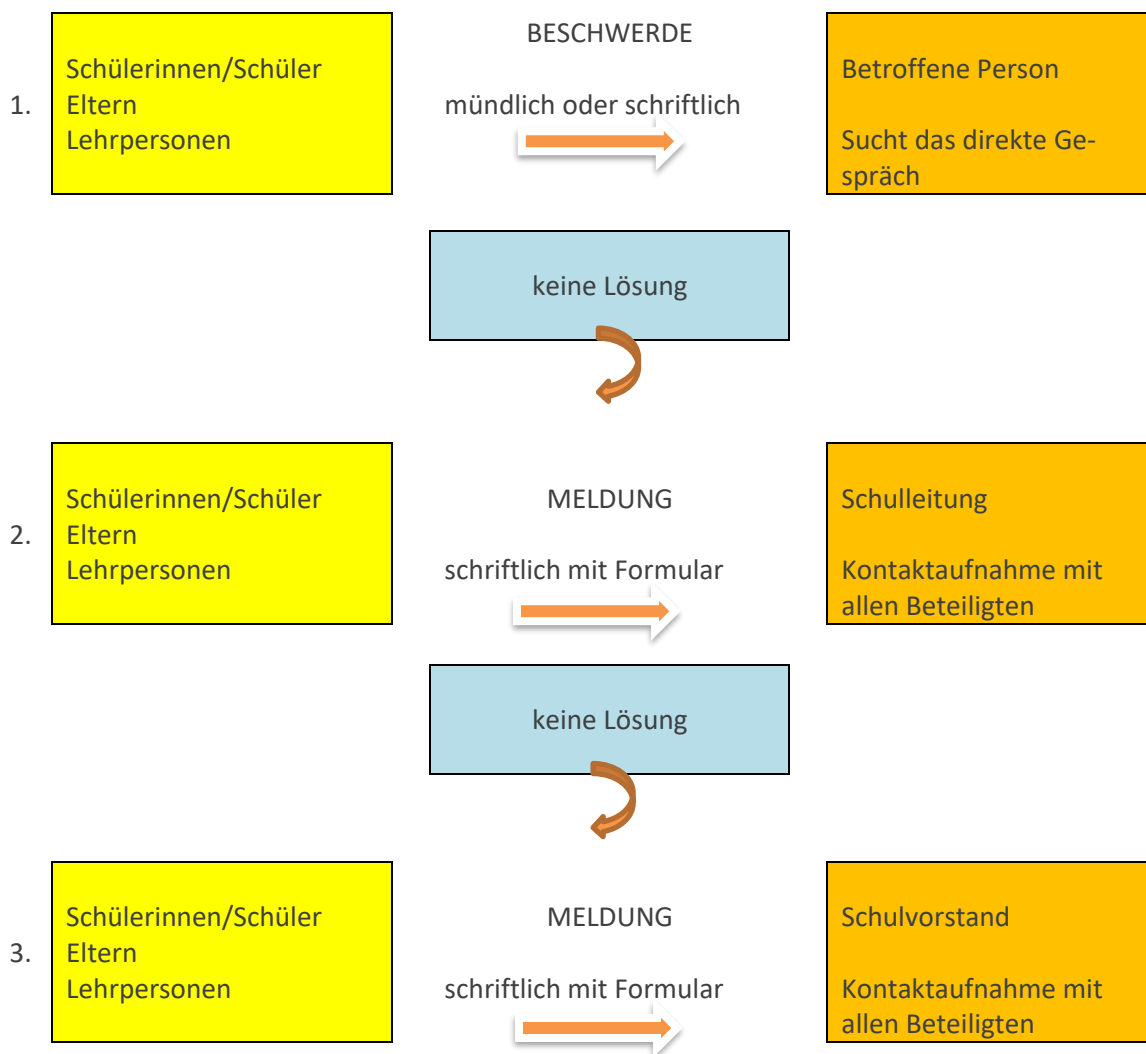 BESCHWERDE
1.
Schülerinnen/Schüler
Eltern
Lehrpersonen
mündlich oder schriftlich
Betroffene Person
Sucht das direkte Ge-
spräch
keine Lösung
2.
Schülerinnen/Schüler
Eltern
Lehrpersonen
MELDUNG
schriftlich mit Formular
Schulleitung
Kontaktaufnahme mit
allen Beteiligten
keine Lösung
3.
Schülerinnen/Schüler
Eltern
Lehrpersonen
MELDUNG
schriftlich mit Formular
Schulvorstand
Kontaktaufnahme mit
allen Beteiligten